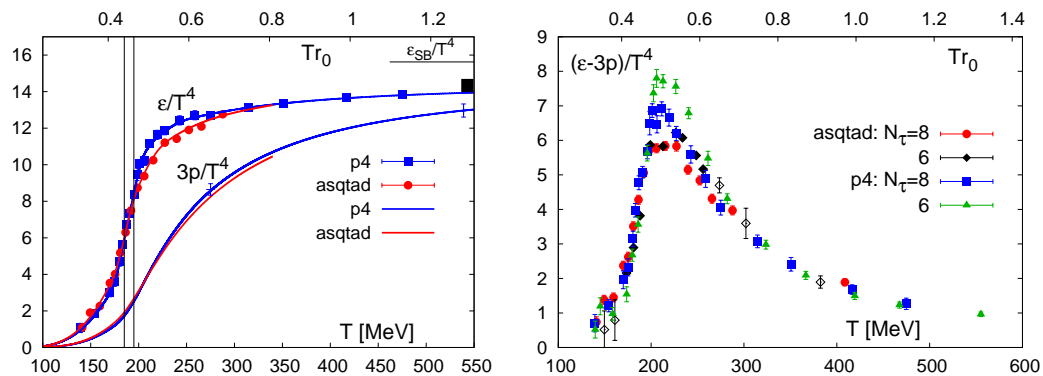 0.4 0.6 0.8 1 1.2
16
14
12
10
8
6
4
2
0
Tr₀
ε_SB/T⁴
ε/T⁴
3p/T⁴
p4
asqtad
p4
asqtad
T [MeV]
100 150 200 250 300 350 400 450 500 550
0.4 0.6 0.8 1.0 1.2 1.4
9
8
7
6
5
4
3
2
1
0
(ε-3p)/T⁴
Tr₀
asqtad: N_τ=8
6
p4: N_τ=8
6
T [MeV]
100 200 300 400 500 600